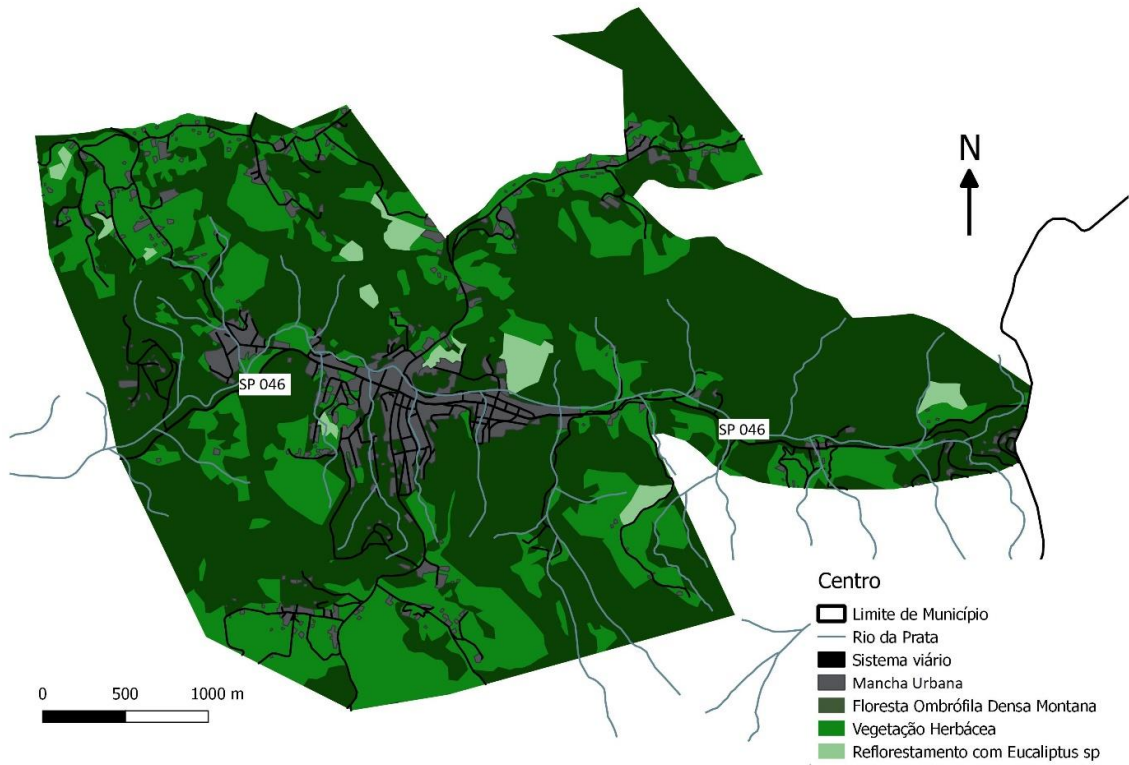 N
SP 046
SP 046
Centro
Limite de Município
Rio da Prata
Sistema viário
Mancha Urbana
Floresta Ombrófila Densa Montana
Vegetação Herbácea
Reflorestamento com Eucaliptus sp
0 500 1000 m